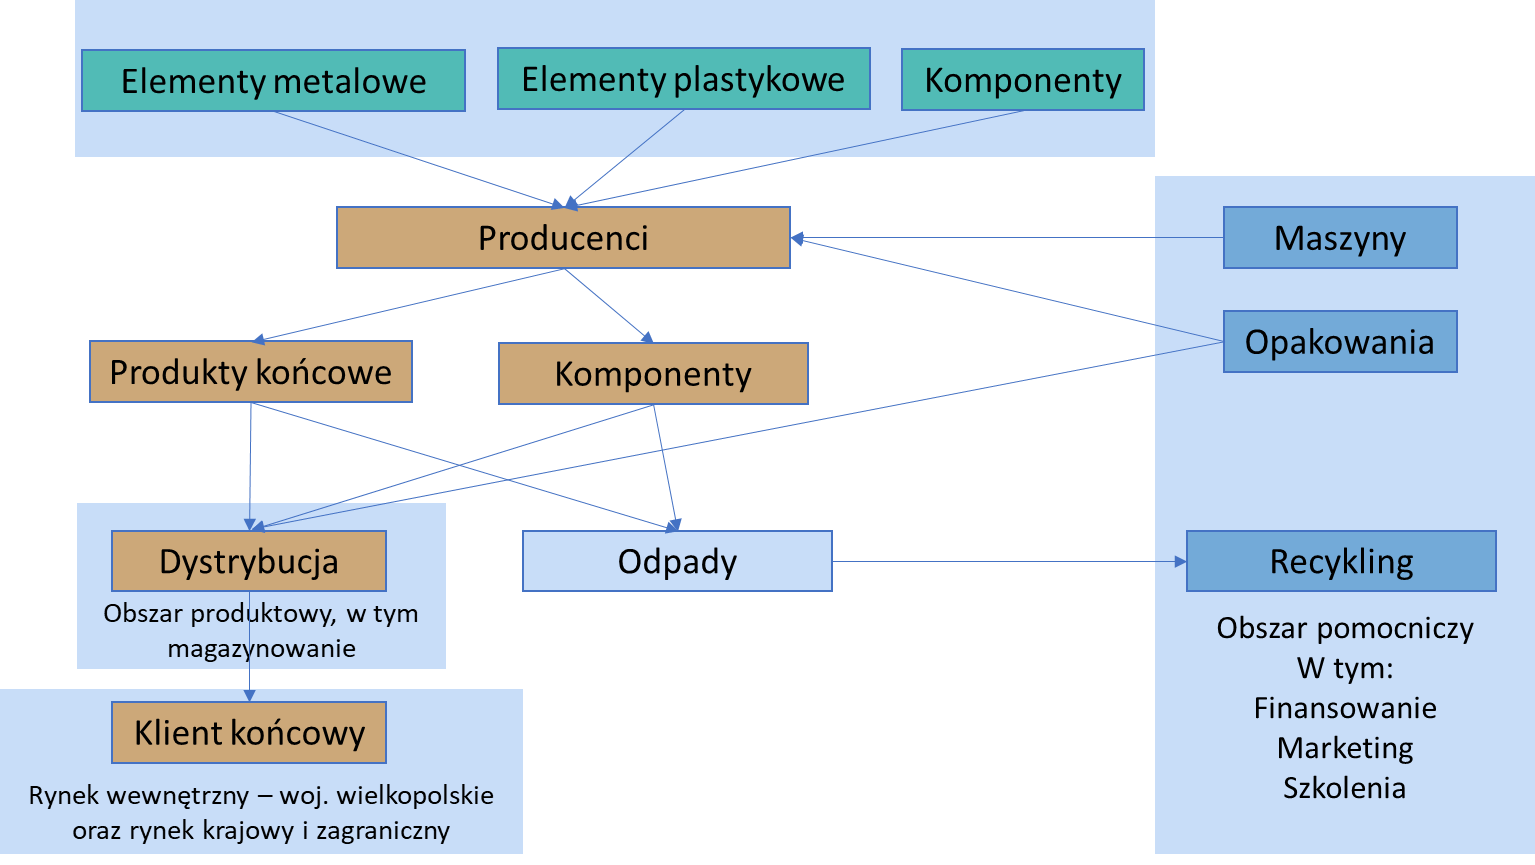 Elementy metalowe
Elementy plastykowe
Komponenty
Producenci
Maszyny
Opakowania
Produkty końcowe
Komponenty
Dystrybucja
Obszar produktowy, w tym
magazynowanie
Odpady
Recykling
Obszar pomocniczy
W tym:
Finansowanie
Marketing
Szkolenia
Klient końcowy
Rynek wewnętrzny – woj. wielkopolskie
oraz rynek krajowy i zagraniczny